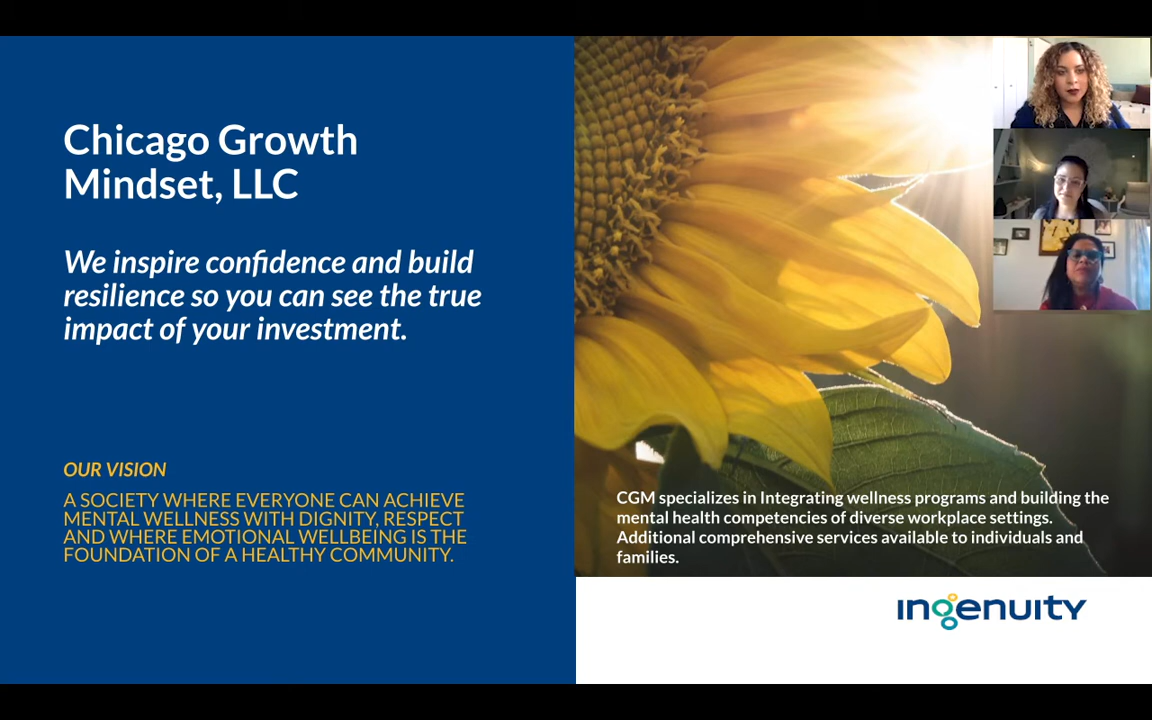 Chicago Growth
Mindset, LLC
We inspire confidence and build
resilience so you can see the true
impact of your investment.
OUR VISION
A SOCIETY WHERE EVERYONE CAN ACHIEVE
MENTAL WELLNESS WITH DIGNITY, RESPECT
AND WHERE EMOTIONAL WELLBEING IS THE
FOUNDATION OF A HEALTHY COMMUNITY.
CGM specializes in Integrating wellness programs and building the
mental health competencies of diverse workplace settings.
Additional comprehensive services available to individuals and
families.
ingenuity